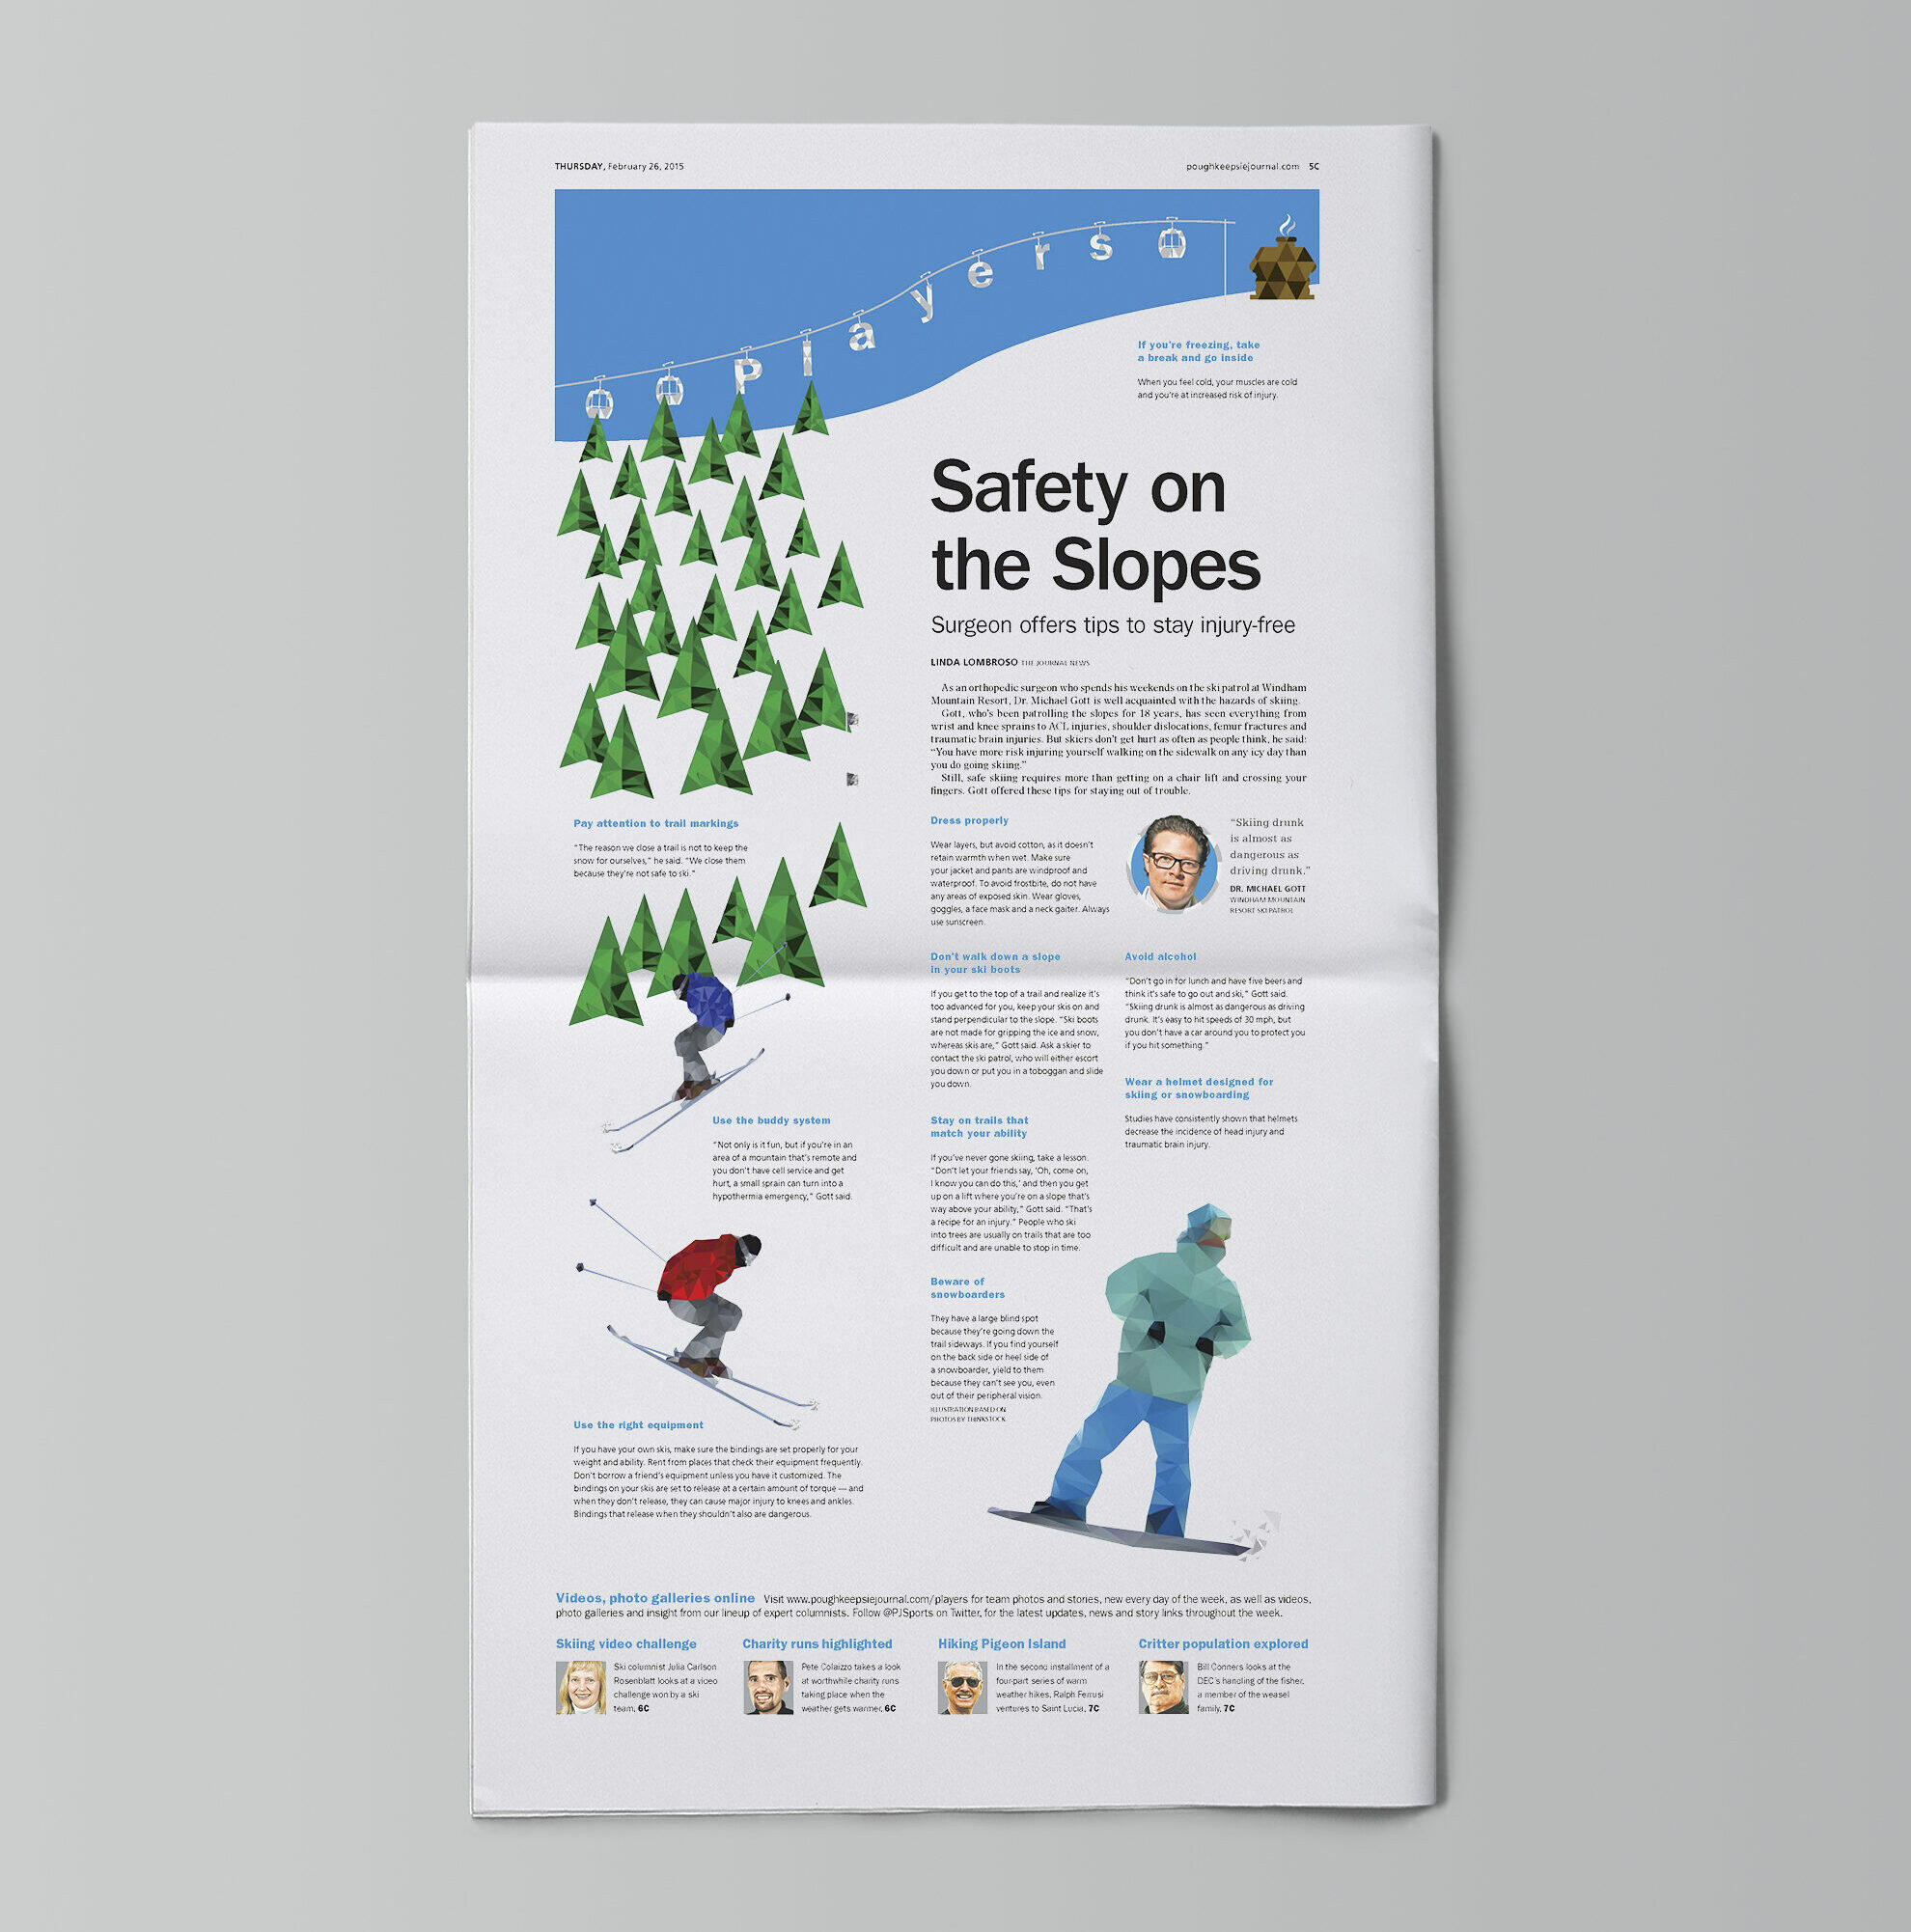 THURSDAY, February 26, 2015
poughkeepsiejournal.com 5C
Players
If you're freezing, take
a break and go inside
When you feel cold, your muscles are cold
and you're at increased risk of injury.
Safety on
the Slopes
Surgeon offers tips to stay injury-free
LINDA LOMBROSO THE JOURNAL NEWS
As an orthopedic surgeon who spends his weekends on the ski patrol at Windham
Mountain Resort, Dr. Michael Gott is well acquainted with the hazards of skiing.
Gott, who's been patrolling the slopes for 18 years, has seen everything from
wrist and knee sprains to ACL injuries, shoulder dislocations, femur fractures and
traumatic brain injuries. But skiers don't get hurt as often as people think, he said:
“You have more risk injuring yourself walking on the sidewalk on any icy day than
you do going skiing.”
Still, safe skiing requires more than getting on a chair lift and crossing your
fingers. Gott offered these tips for staying out of trouble.
Pay attention to trail markings
“The reason we close a trail is not to keep the
snow for ourselves,” he said. “We close them
because they're not safe to ski.”
Use the buddy system
“Not only is it fun, but if you're in an
area of a mountain that's remote and
you don't have cell service and get
hurt, a small sprain can turn into a
hypothermia emergency,” Gott said.
Use the right equipment
If you have your own skis, make sure the bindings are set properly for your
weight and ability. Rent from places that check their equipment frequently.
Don't borrow a friend's equipment unless you have it customized. The
bindings on your skis are set to release at a certain amount of torque — and
when they don't release, they can cause major injury to knees and ankles.
Bindings that release when they shouldn't also are dangerous.
Dress properly
Wear layers, but avoid cotton, as it doesn't
retain warmth when wet. Make sure
your jacket and pants are windproof and
waterproof. To avoid frostbite, do not have
any areas of exposed skin. Wear gloves,
goggles, a face mask and a neck gaiter. Always
use sunscreen.
Don't walk down a slope
in your ski boots
If you get to the top of a trail and realize it's
too advanced for you, keep your skis on and
stand perpendicular to the slope. “Ski boots
are not made for gripping the ice and snow,
whereas skis are,” Gott said. Ask a skier to
contact the ski patrol, who will either escort
you down or put you in a toboggan and slide
you down.
Stay on trails that
match your ability
If you've never gone skiing, take a lesson.
“Don't let your friends say, ‘Oh, come on,
I know you can do this,’ and then you get
up on a lift where you're on a slope that's
way above your ability,” Gott said. “That's
a recipe for an injury.” People who ski
into trees are usually on trails that are too
difficult and are unable to stop in time.
Beware of
snowboarders
They have a large blind spot
because they're going down the
trail sideways. If you find yourself
on the back side or heel side of
a snowboarder, yield to them
because they can't see you, even
out of their peripheral vision.
ILLUSTRATION BASED ON
PHOTOS BY THINKSTOCK
“Skiing drunk
is almost as
dangerous as
driving drunk.”
DR. MICHAEL GOTT
WINDHAM MOUNTAIN
RESORT SKI PATROL
Avoid alcohol
“Don't go in for lunch and have five beers and
think it's safe to go out and ski,” Gott said.
“Skiing drunk is almost as dangerous as driving
drunk. It's easy to hit speeds of 30 mph, but
you don't have a car around you to protect you
if you hit something.”
Wear a helmet designed for
skiing or snowboarding
Studies have consistently shown that helmets
decrease the incidence of head injury and
traumatic brain injury.
Videos, photo galleries online Visit www.poughkeepsiejournal.com/players for team photos and stories, new every day of the week, as well as videos,
photo galleries and insight from our lineup of expert columnists. Follow @PJSports on Twitter, for the latest updates, news and story links throughout the week.
Skiing video challenge
Ski columnist Julia Carlson
Rosenblatt looks at a video
challenge won by a ski
team, 6C
Charity runs highlighted
Pete Colaizzo takes a look
at worthwhile charity runs
taking place when the
weather gets warmer, 6C
Hiking Pigeon Island
In the second installment of a
four-part series of warm
weather hikes, Ralph Ferrusi
ventures to Saint Lucia, 7C
Critter population explored
Bill Conners looks at the
DEC's handling of the fisher,
a member of the weasel
family, 7C